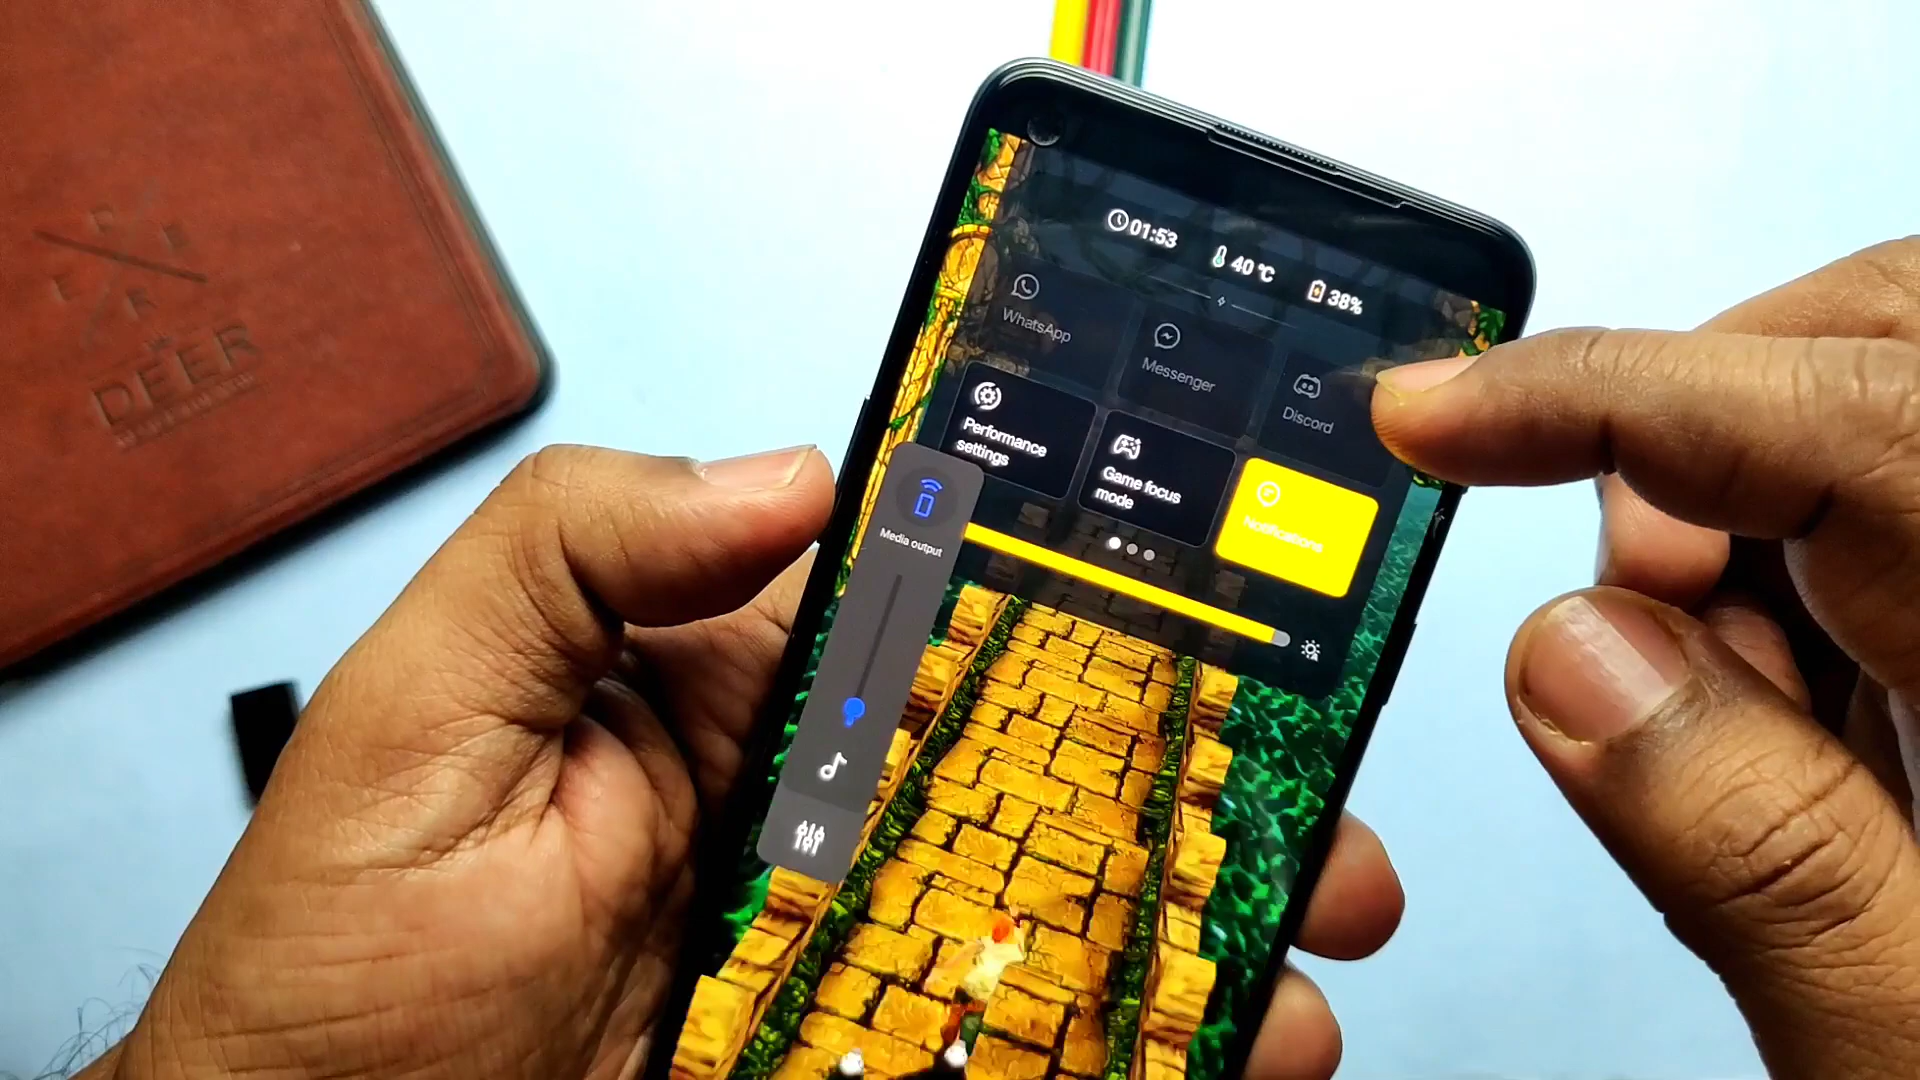 01:53
40 ℃
38%
WhatsApp
Messenger
Discord
Performance
settings
Game focus
mode
Notifications
Media output
DEER